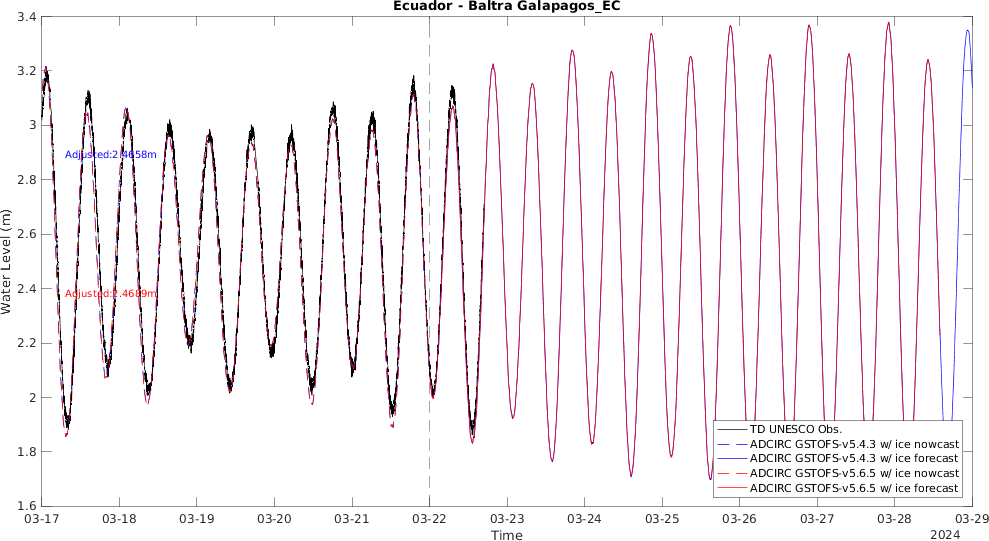 Ecuador - Baltra Galapagos_EC
3.4
3.2
3
2.8
2.6
2.4
2.2
2
1.8
1.6
Water Level (m)
Adjusted:2.4658m
Adjusted:2.4689m
TD UNESCO Obs.
ADCIRC GSTOFS-v5.4.3 w/ ice nowcast
ADCIRC GSTOFS-v5.4.3 w/ ice forecast
ADCIRC GSTOFS-v5.6.5 w/ ice nowcast
ADCIRC GSTOFS-v5.6.5 w/ ice forecast
03-17 03-18 03-19 03-20 03-21 03-22 03-23 03-24 03-25 03-26 03-27 03-28 03-29
Time
2024